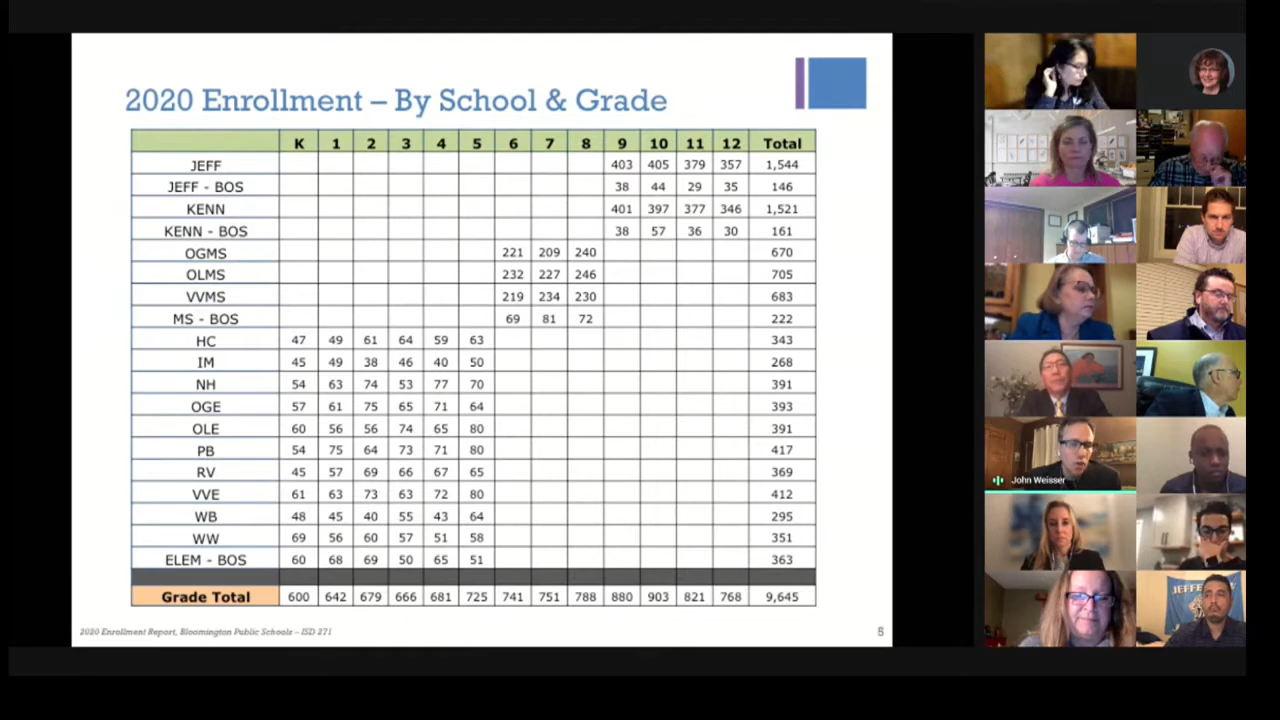 2020 Enrollment – By School & Grade
K 1 2 3 4 5 6 7 8 9 10 11 12 Total
JEFF 403 405 379 357 1,544
JEFF - BOS 38 44 29 35 146
KENN 401 397 377 346 1,521
KENN - BOS 38 57 36 30 161
OGMS 221 209 240 670
OLMS 232 227 246 705
VVMS 219 234 230 683
MS - BOS 69 81 72 222
HC 47 49 61 64 59 63 343
IM 45 49 38 46 40 50 268
NH 54 63 74 53 77 70 391
OGE 57 61 75 65 71 64 393
OLE 60 56 56 74 65 80 391
PB 54 75 64 73 71 80 417
RV 45 57 69 66 67 65 369
VVE 61 63 73 63 72 80 412
WB 48 45 40 55 43 64 295
WW 69 56 60 57 51 58 351
ELEM - BOS 60 68 69 50 65 51 363
Grade Total 600 642 679 666 681 725 741 751 788 880 903 821 768 9,645
2020 Enrollment Report, Bloomington Public Schools – ISD 271
5
John Weisser